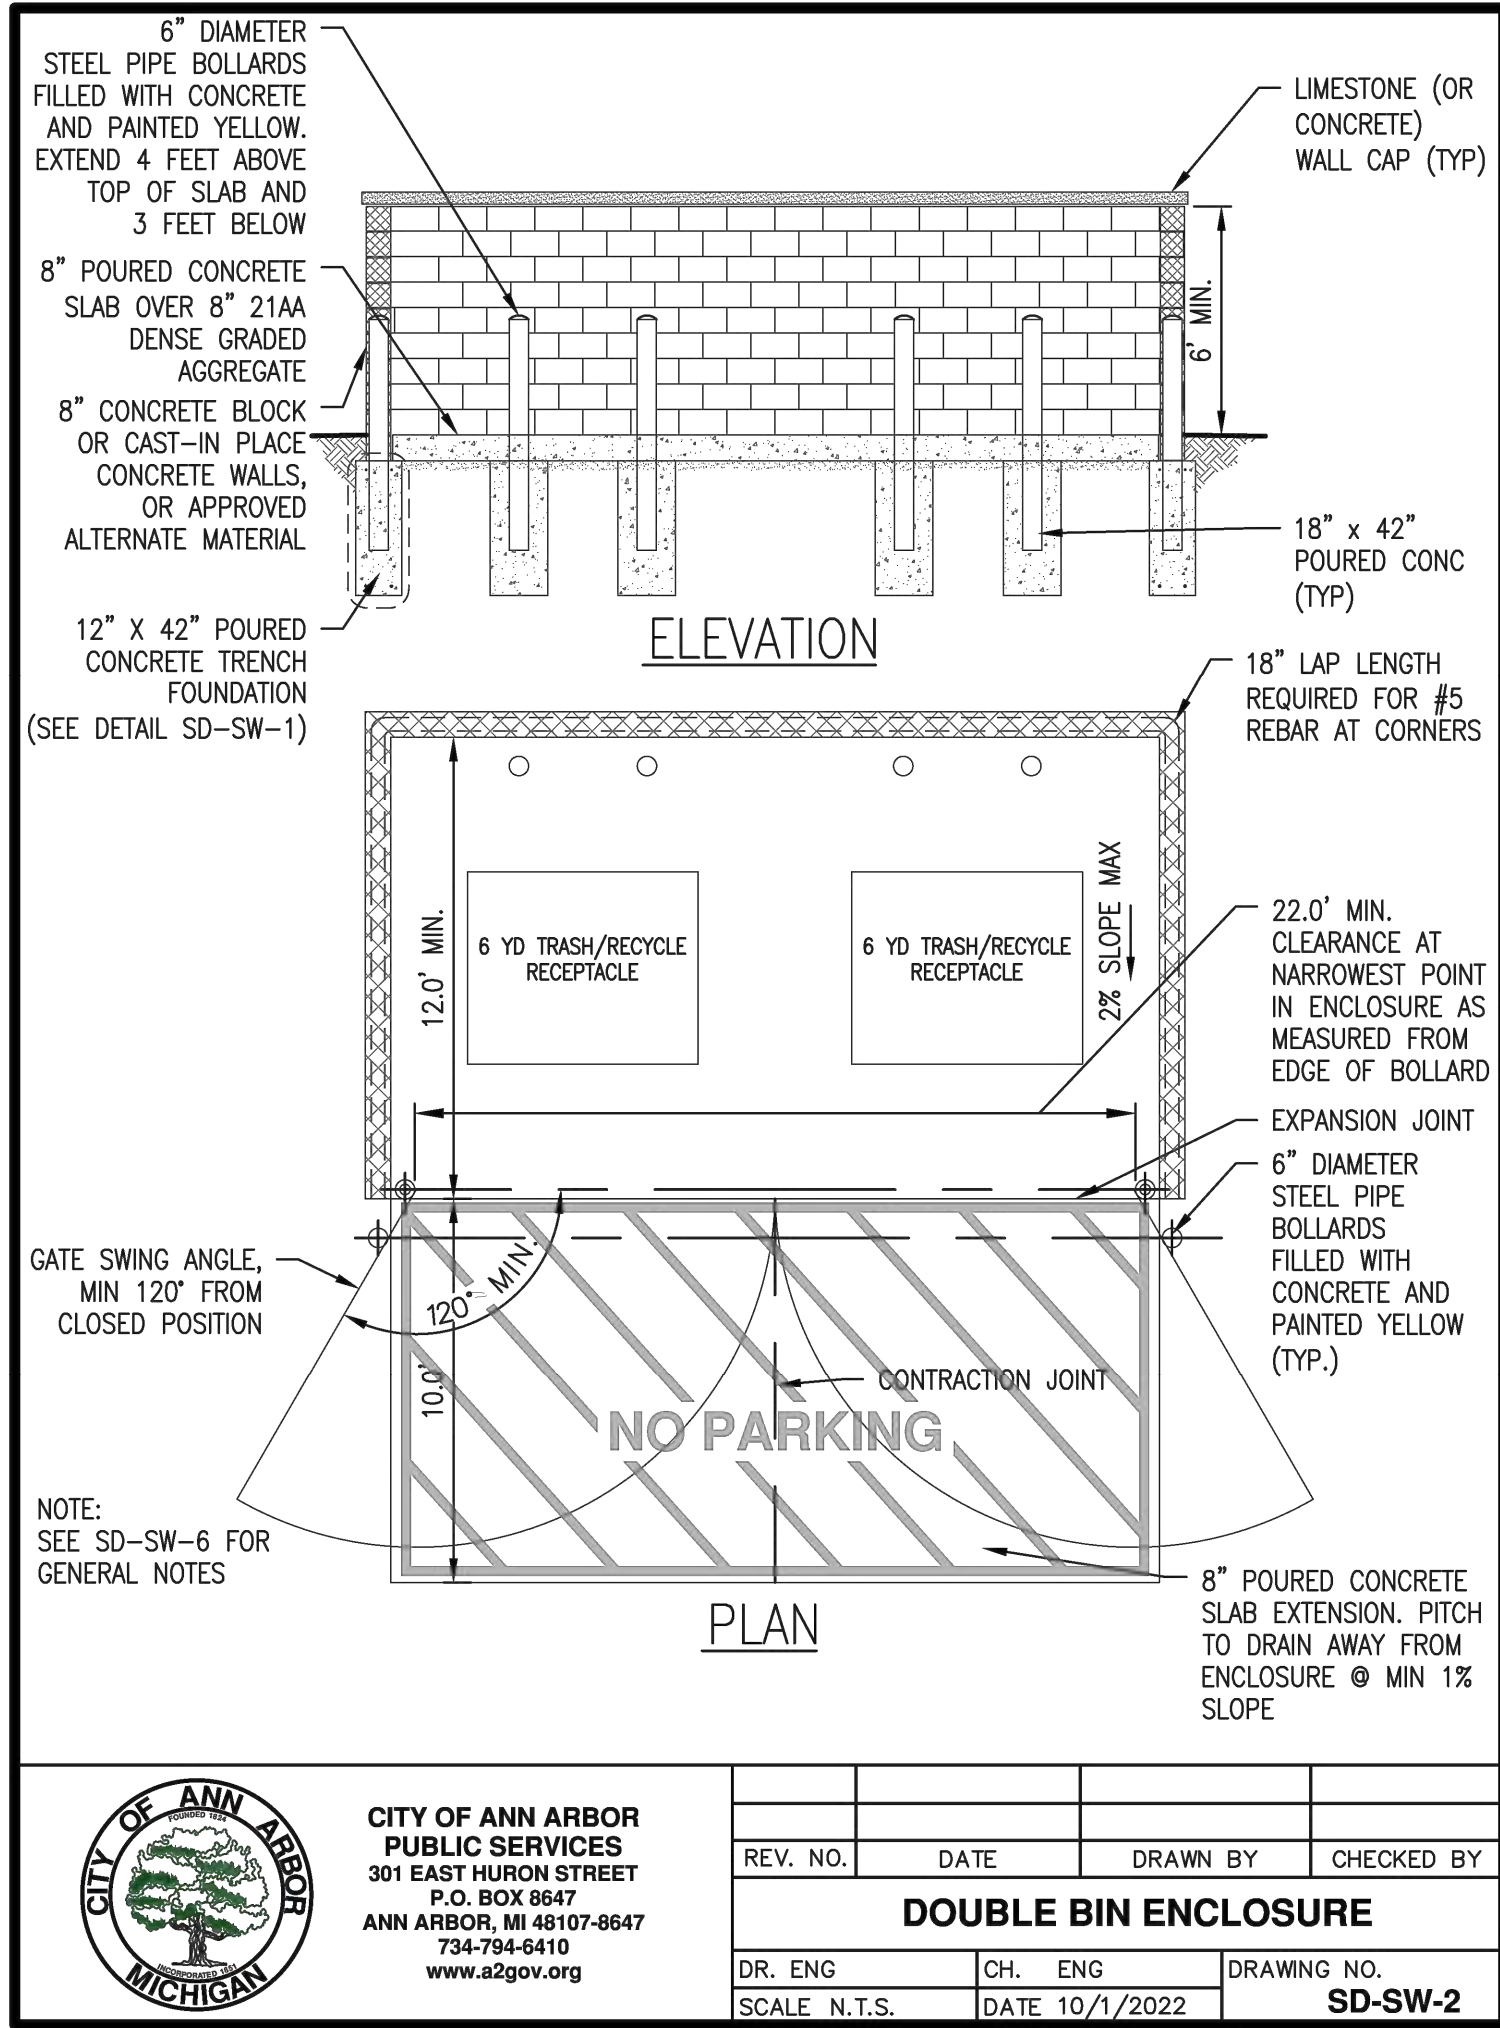 6” DIAMETER
STEEL PIPE BOLLARDS
FILLED WITH CONCRETE
AND PAINTED YELLOW.
EXTEND 4 FEET ABOVE
TOP OF SLAB AND
3 FEET BELOW
8” POURED CONCRETE
SLAB OVER 8” 21AA
DENSE GRADED
AGGREGATE
8” CONCRETE BLOCK
OR CAST-IN PLACE
CONCRETE WALLS,
OR APPROVED
ALTERNATE MATERIAL
12” X 42” POURED
CONCRETE TRENCH
FOUNDATION
(SEE DETAIL SD-SW-1)
LIMESTONE (OR
CONCRETE)
WALL CAP (TYP)
6' MIN.
18” x 42”
POURED CONC
(TYP)
ELEVATION
18” LAP LENGTH
REQUIRED FOR #5
REBAR AT CORNERS
12.0' MIN.
6 YD TRASH/RECYCLE
RECEPTACLE
6 YD TRASH/RECYCLE
RECEPTACLE
2% SLOPE MAX
22.0' MIN.
CLEARANCE AT
NARROWEST POINT
IN ENCLOSURE AS
MEASURED FROM
EDGE OF BOLLARD
EXPANSION JOINT
6” DIAMETER
STEEL PIPE
BOLLARDS
FILLED WITH
CONCRETE AND
PAINTED YELLOW
(TYP.)
GATE SWING ANGLE,
MIN 120° FROM
CLOSED POSITION
120° MIN.
10.0'
CONTRACTION JOINT
NO PARKING
NOTE:
SEE SD-SW-6 FOR
GENERAL NOTES
8” POURED CONCRETE
SLAB EXTENSION. PITCH
TO DRAIN AWAY FROM
ENCLOSURE @ MIN 1%
SLOPE
PLAN
CITY OF ANN ARBOR
FOUNDED 1824
INCORPORATED 1851
MICHIGAN
CITY OF ANN ARBOR
PUBLIC SERVICES
301 EAST HURON STREET
P.O. BOX 8647
ANN ARBOR, MI 48107-8647
734-794-6410
www.a2gov.org
REV. NO. DATE DRAWN BY CHECKED BY
DOUBLE BIN ENCLOSURE
DR. ENG CH. ENG DRAWING NO.
SCALE N.T.S. DATE 10/1/2022 SD-SW-2